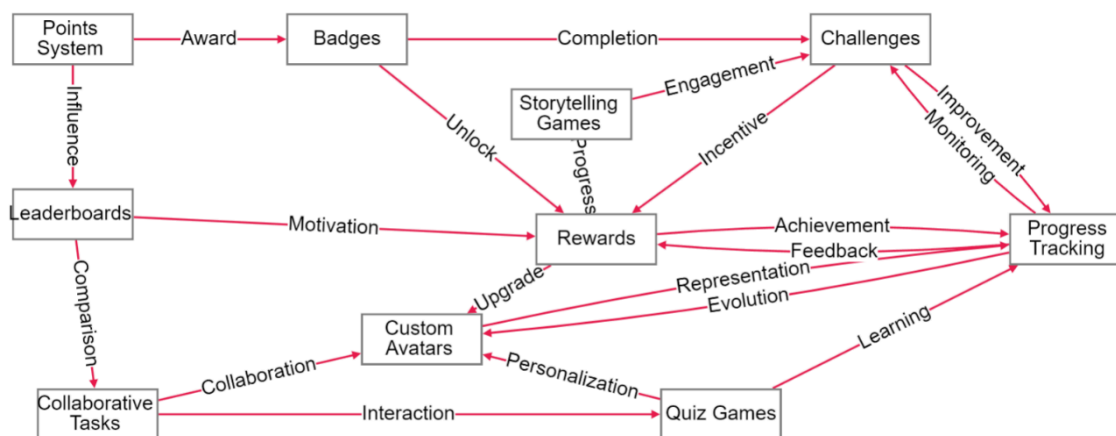 Points
System
Award
Badges
Completion
Challenges
Engagement
Storytelling
Games
Influence
Unlock
Progress
Incentive
Improvement
Monitoring
Leaderboards
Motivation
Rewards
Achievement
Feedback
Progress
Tracking
Comparison
Upgrade
Representation
Evolution
Custom
Avatars
Collaboration
Personalization
Learning
Collaborative
Tasks
Interaction
Quiz Games